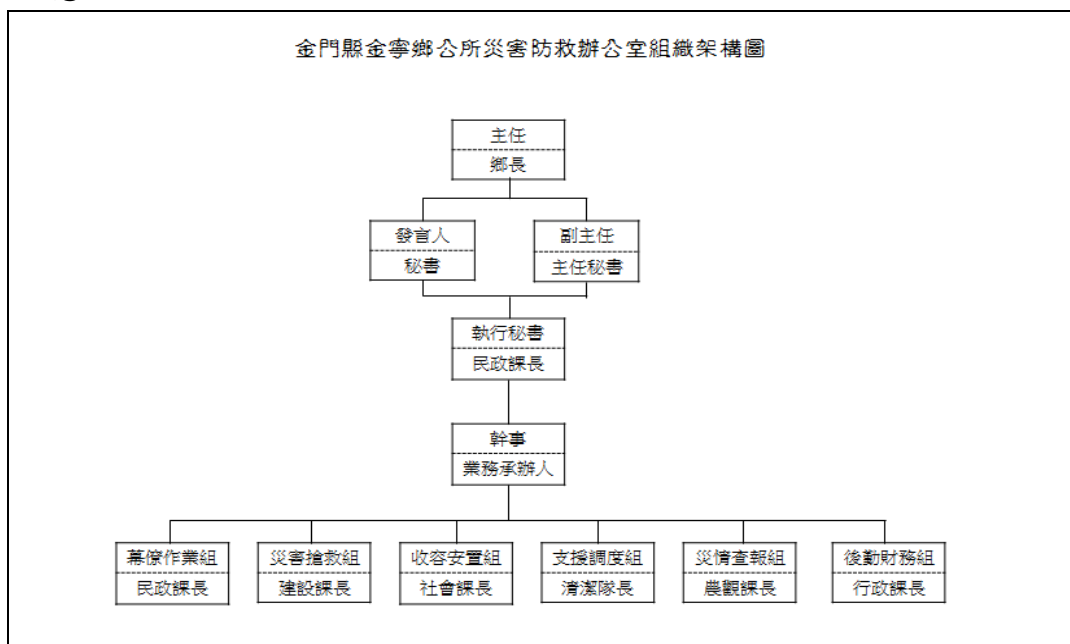 金門縣金寧鄉公所災害防救辦公室組織架構圖
主任
鄉長
發言人
秘書
副主任
主任秘書
執行秘書
民政課長
幹事
業務承辦人
幕僚作業組
民政課長
災害搶救組
建設課長
收容安置組
社會課長
支援調度組
清潔隊長
災情查報組
農觀課長
後勤財務組
行政課長